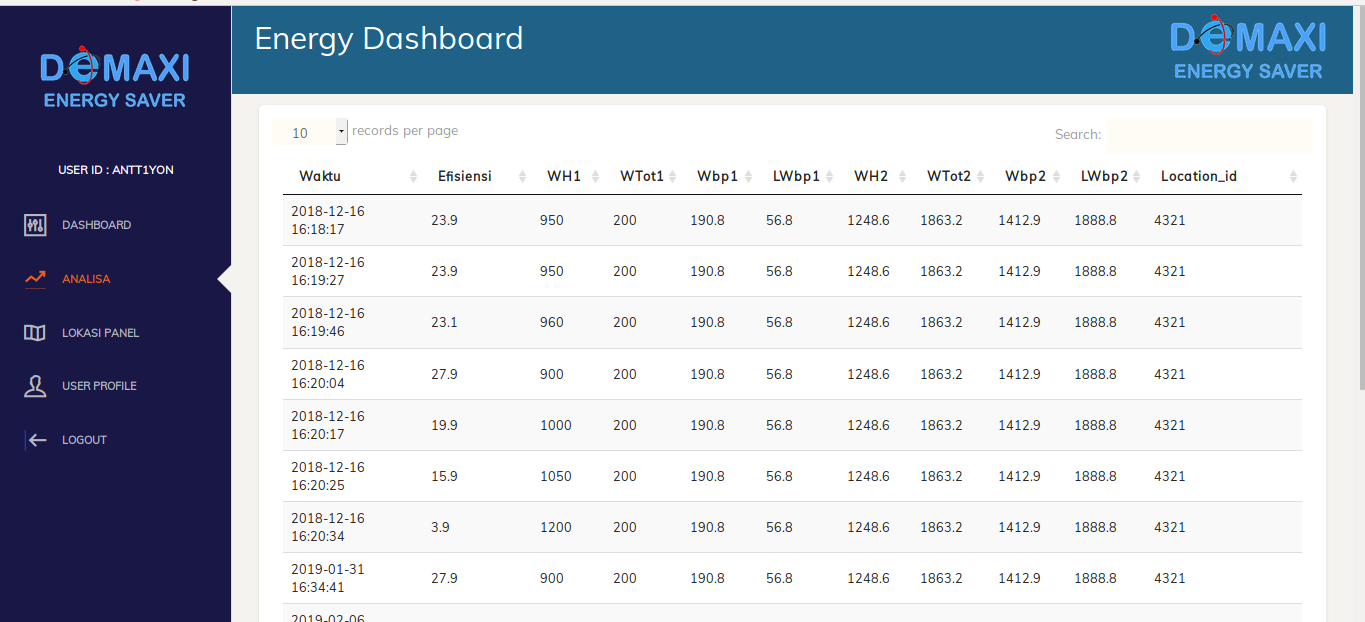 DeMAXI
ENERGY SAVER
USER ID : ANTT1YON
DASHBOARD
ANALISA
LOKASI PANEL
USER PROFILE
LOGOUT
Energy Dashboard
DeMAXI
ENERGY SAVER
10 records per page
Search:
Waktu Efisiensi WH1 WTot1 Wbp1 LWbp1 WH2 WTot2 Wbp2 LWbp2 Location_id
2018-12-16
16:18:17 23.9 950 200 190.8 56.8 1248.6 1863.2 1412.9 1888.8 4321
2018-12-16
16:19:27 23.9 950 200 190.8 56.8 1248.6 1863.2 1412.9 1888.8 4321
2018-12-16
16:19:46 23.1 960 200 190.8 56.8 1248.6 1863.2 1412.9 1888.8 4321
2018-12-16
16:20:04 27.9 900 200 190.8 56.8 1248.6 1863.2 1412.9 1888.8 4321
2018-12-16
16:20:17 19.9 1000 200 190.8 56.8 1248.6 1863.2 1412.9 1888.8 4321
2018-12-16
16:20:25 15.9 1050 200 190.8 56.8 1248.6 1863.2 1412.9 1888.8 4321
2018-12-16
16:20:34 3.9 1200 200 190.8 56.8 1248.6 1863.2 1412.9 1888.8 4321
2019-01-31
16:34:41 27.9 900 200 190.8 56.8 1248.6 1863.2 1412.9 1888.8 4321
2019-02-06